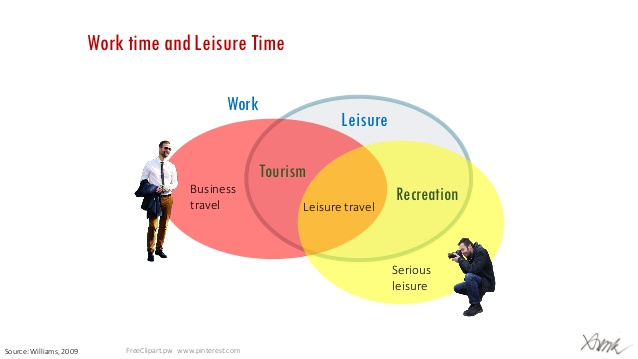 Work time and Leisure Time
Work
Leisure
Tourism
Business
travel
Leisure travel
Recreation
Serious
leisure
Source: Williams, 2009
FreeClipart.pw www.pinterest.com